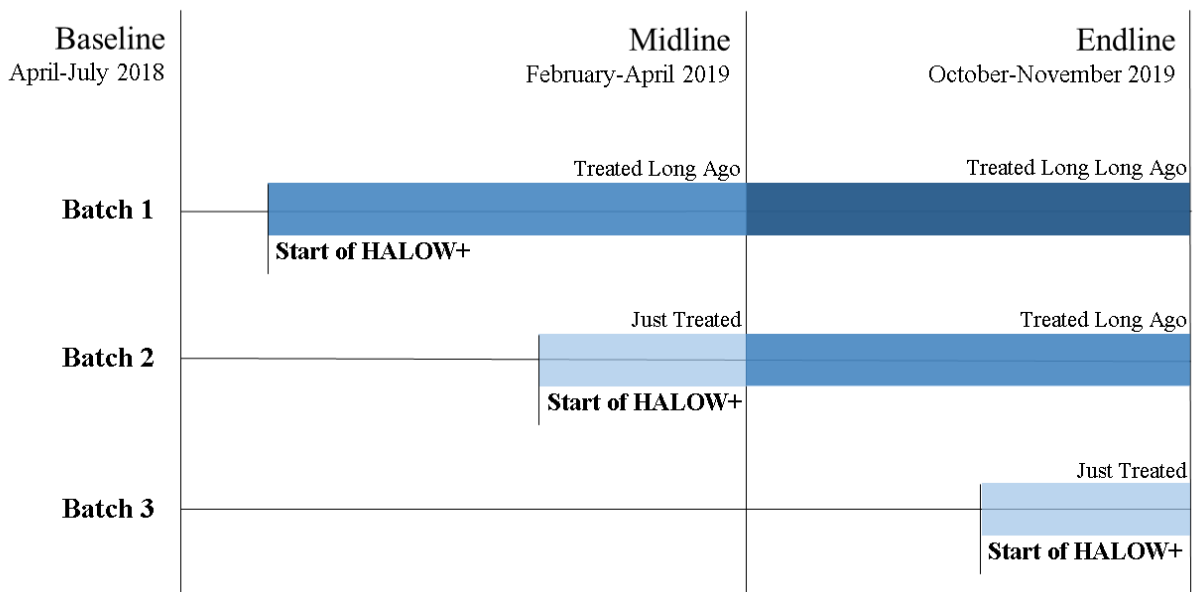 Baseline
April-July 2018
Midline
February-April 2019
Endline
October-November 2019
Treated Long Ago
Treated Long Long Ago
Batch 1
Start of HALOW+
Just Treated
Treated Long Ago
Batch 2
Start of HALOW+
Just Treated
Batch 3
Start of HALOW+